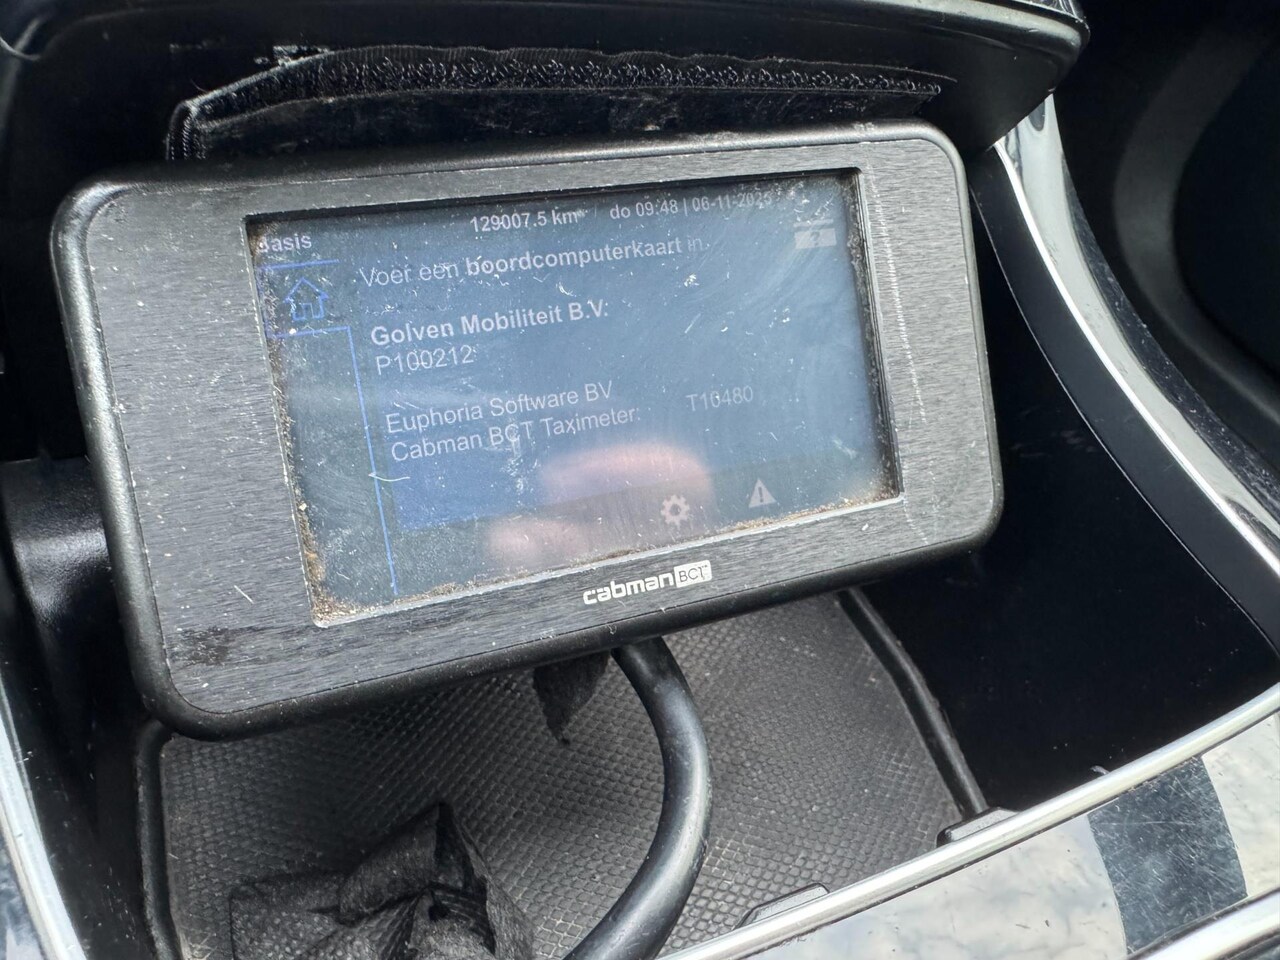 129007.5 km do 09:48 | 06-11-2025
Basis
Voer een boordcomputerkaart in.
Golven Mobiliteit B.V.
P100212
Euphoria Software BV
Cabman BCT Taximeter: T10480
cabman BCT